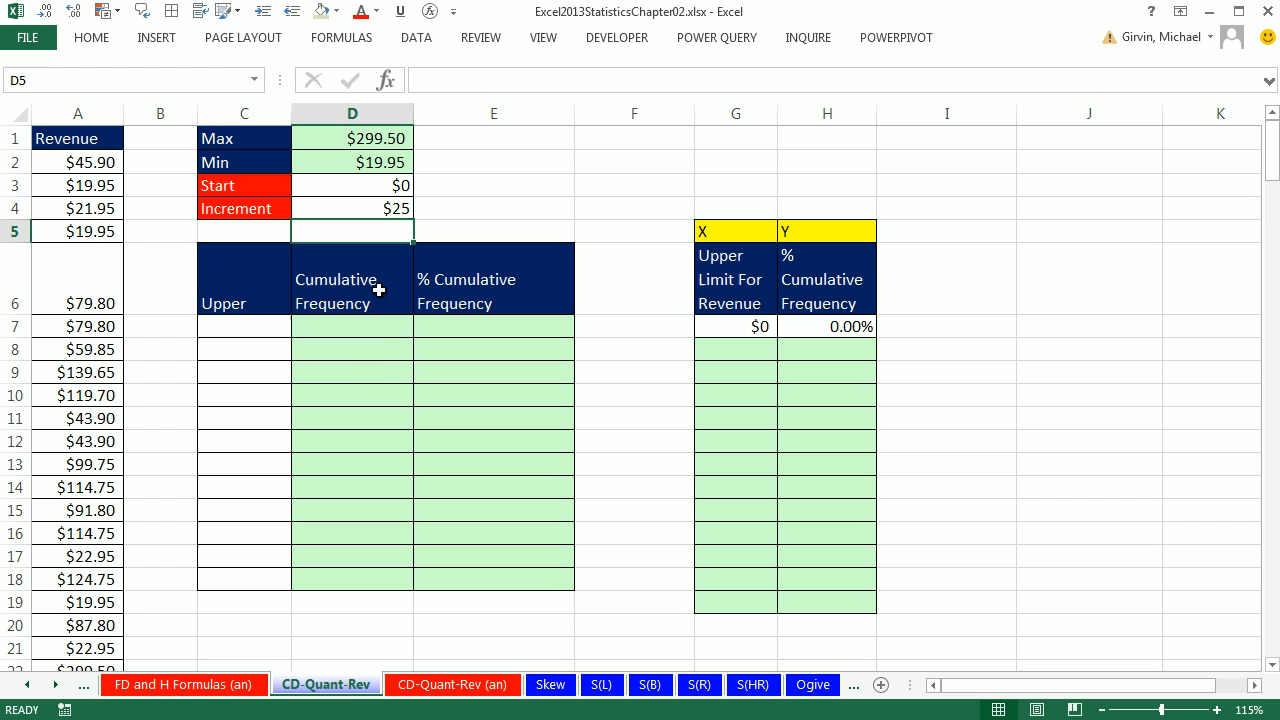 Excel2013StatisticsChapter02.xlsx - Excel
FILE HOME INSERT PAGE LAYOUT FORMULAS DATA REVIEW VIEW DEVELOPER POWER QUERY INQUIRE POWERPIVOT Girvin, Michael
D5 fx
A B C D E F G H I J K
1 Revenue Max $299.50
2 $45.90 Min $19.95
3 $19.95 Start $0
4 $21.95 Increment $25
5 $19.95 X Y
6 $79.80 Upper Cumulative Frequency % Cumulative Frequency Upper Limit For Revenue % Cumulative Frequency
7 $79.80 $0 0.00%
8 $59.85
9 $139.65
10 $119.70
11 $43.90
12 $43.90
13 $99.75
14 $114.75
15 $91.80
16 $114.75
17 $22.95
18 $124.75
19 $19.95
20 $87.80
21 $22.95
... FD and H Formulas (an) CD-Quant-Rev CD-Quant-Rev (an) Skew S(L) S(B) S(R) S(HR) Ogive ...
READY 115%